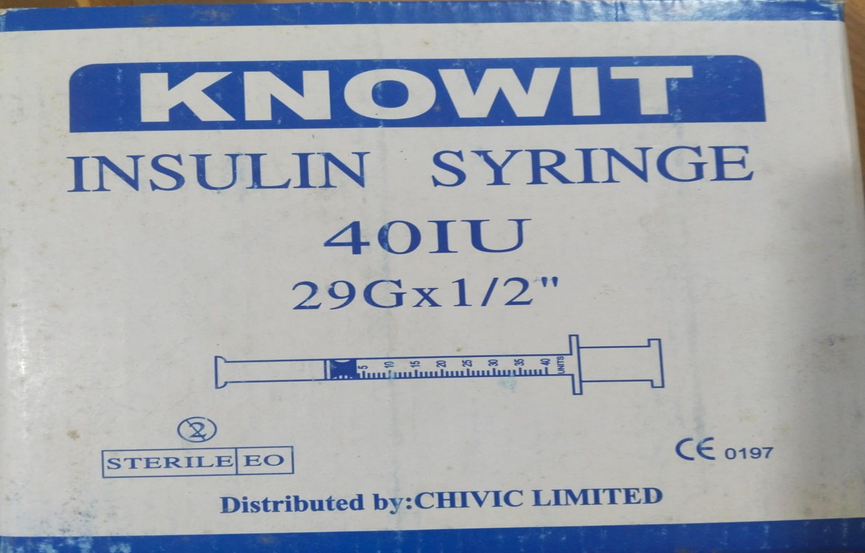 KNOWIT
INSULIN SYRINGE
40IU
29Gx1/2"
5 10 15 20 25 30 35 40 UNITS
2
STERILE EO
CE 0197
Distributed by:CHIVIC LIMITED